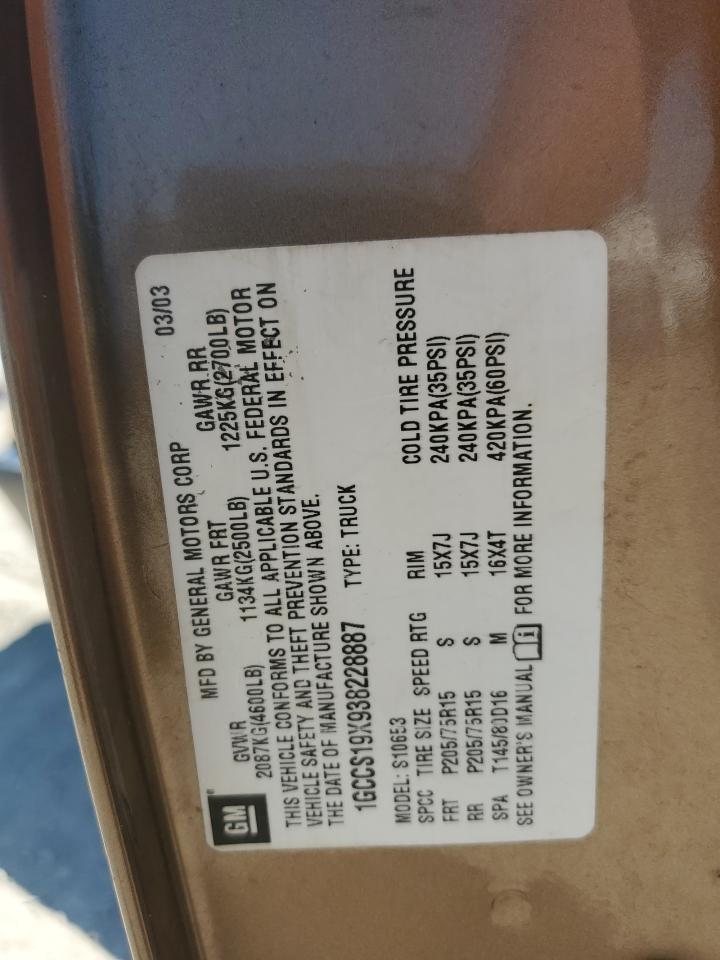 GM®
MFD BY GENERAL MOTORS CORP 03/03
GVWR GAWR FRT GAWR RR
2087KG(4600LB) 1134KG(2500LB) 1225KG(2700LB)
THIS VEHICLE CONFORMS TO ALL APPLICABLE U.S. FEDERAL MOTOR
VEHICLE SAFETY AND THEFT PREVENTION STANDARDS IN EFFECT ON
THE DATE OF MANUFACTURE SHOWN ABOVE.
1GCCS19X938228887 TYPE: TRUCK
MODEL: S10653
SPCC TIRE SIZE SPEED RTG RIM COLD TIRE PRESSURE
FRT P205/75R15 S 15X7J 240KPA(35PSI)
RR P205/75R15 S 15X7J 240KPA(35PSI)
SPA T145/80D16 M 16X4T 420KPA(60PSI)
SEE OWNER'S MANUAL i FOR MORE INFORMATION.